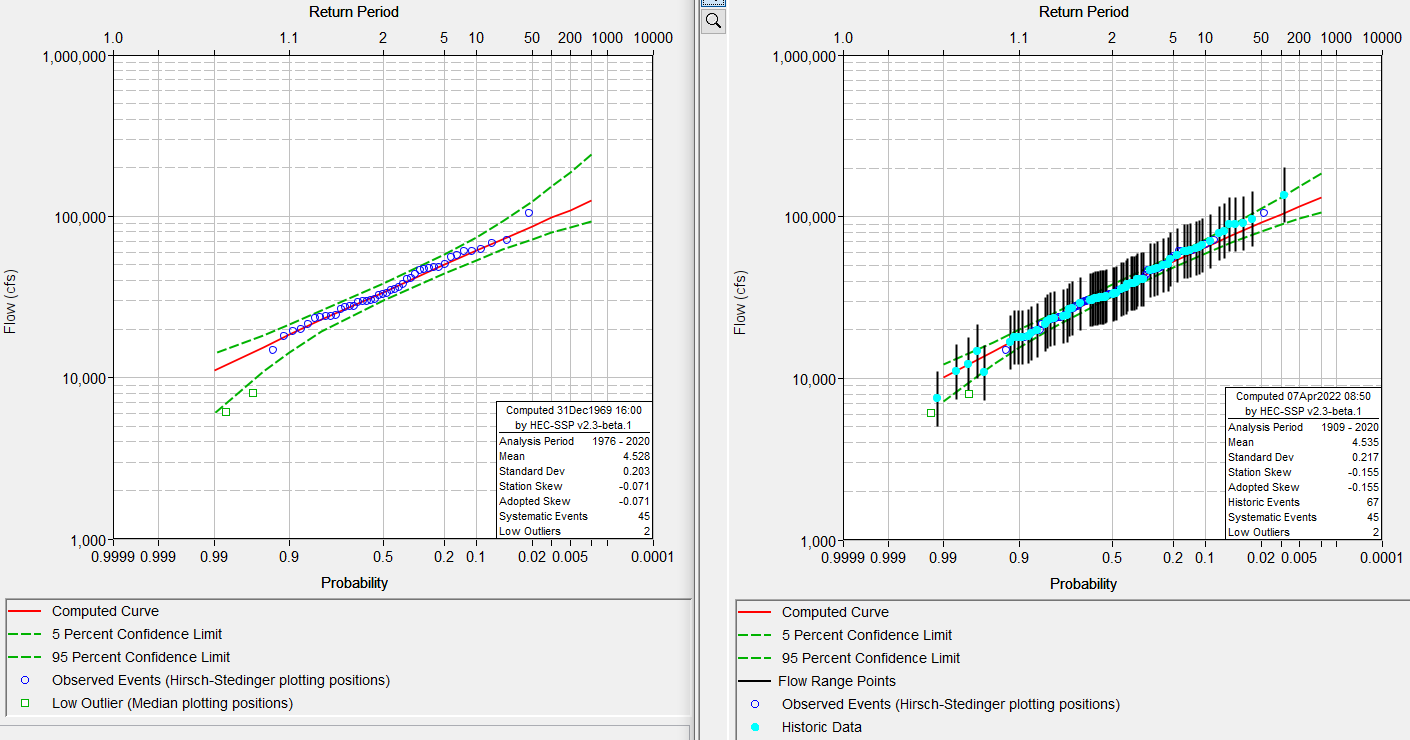 Return Period
1.0 1.1 2 5 10 50 200 1000 10000
1,000,000
100,000
10,000
1,000
Flow (cfs)
Computed 31Dec1969 16:00
by HEC-SSP v2.3-beta.1
Analysis Period 1976 - 2020
Mean 4.528
Standard Dev 0.203
Station Skew -0.071
Adopted Skew -0.071
Systematic Events 45
Low Outliers 2
0.9999 0.999 0.99 0.9 0.5 0.2 0.1 0.02 0.005 0.0001
Probability
Computed Curve
5 Percent Confidence Limit
95 Percent Confidence Limit
Observed Events (Hirsch-Stedinger plotting positions)
Low Outlier (Median plotting positions)
Return Period
1.0 1.1 2 5 10 50 200 1000 10000
1,000,000
100,000
10,000
1,000
Flow (cfs)
Computed 07Apr2022 08:50
by HEC-SSP v2.3-beta.1
Analysis Period 1909 - 2020
Mean 4.535
Standard Dev 0.217
Station Skew -0.155
Adopted Skew -0.155
Historic Events 67
Systematic Events 45
Low Outliers 2
0.9999 0.999 0.99 0.9 0.5 0.2 0.1 0.02 0.005 0.0001
Probability
Computed Curve
5 Percent Confidence Limit
95 Percent Confidence Limit
Flow Range Points
Observed Events (Hirsch-Stedinger plotting positions)
Historic Data